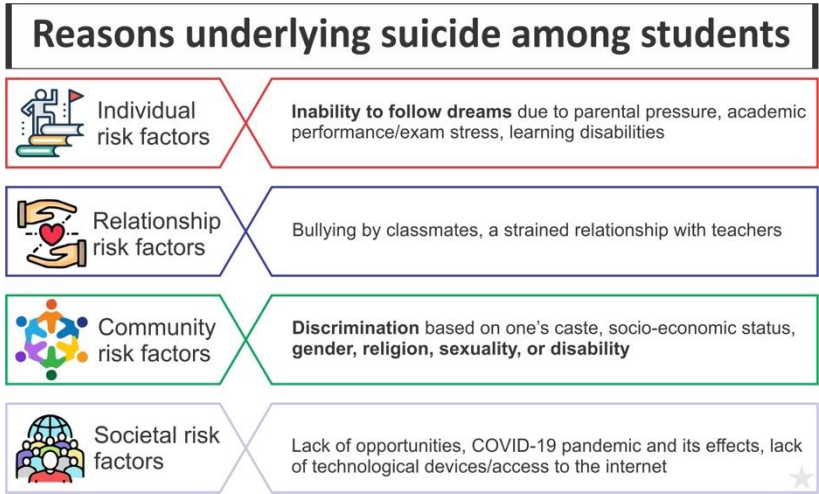 Reasons underlying suicide among students
Individual
risk factors
Inability to follow dreams due to parental pressure, academic
performance/exam stress, learning disabilities
Relationship
risk factors
Bullying by classmates, a strained relationship with teachers
Community
risk factors
Discrimination based on one's caste, socio-economic status,
gender, religion, sexuality, or disability
Societal risk
factors
Lack of opportunities, COVID-19 pandemic and its effects, lack
of technological devices/access to the internet